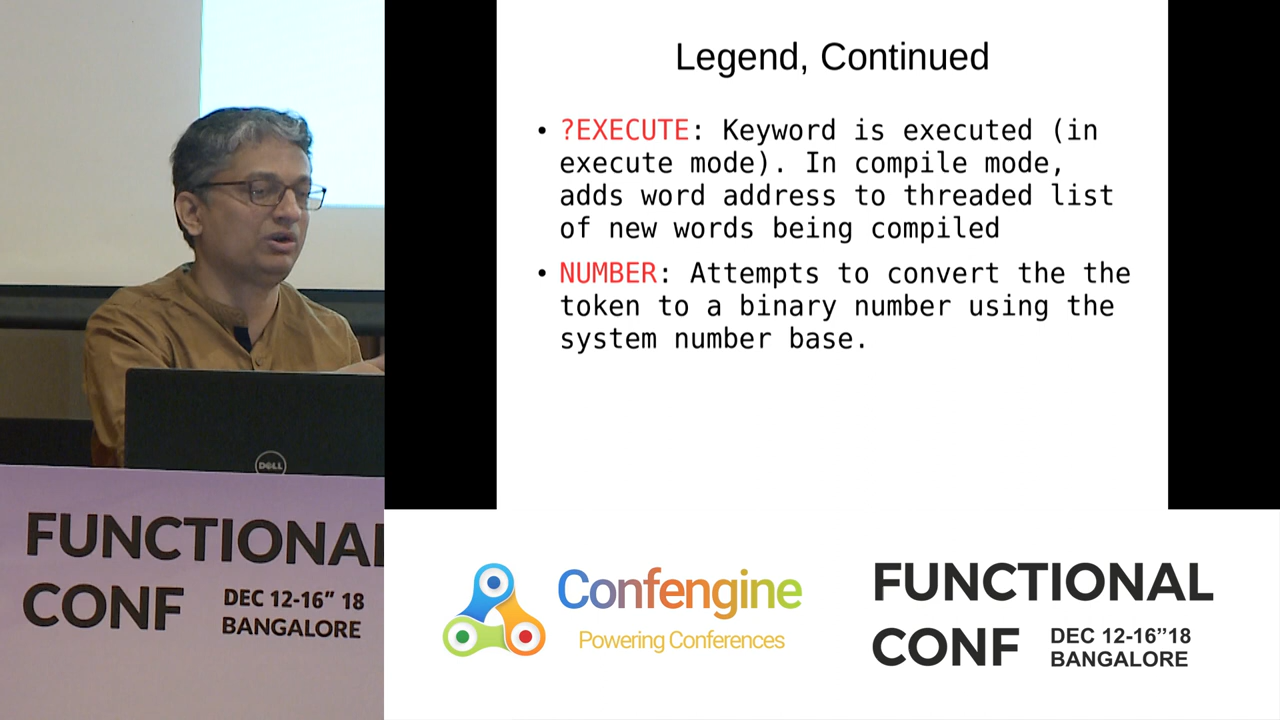 Legend, Continued
• ?EXECUTE: Keyword is executed (in
execute mode). In compile mode,
adds word address to threaded list
of new words being compiled
• NUMBER: Attempts to convert the the
token to a binary number using the
system number base.
DELL
FUNCTIONAL
CONF DEC 12-16” 18
BANGALORE
Confengine
Powering Conferences
FUNCTIONAL
CONF DEC 12-16”18
BANGALORE